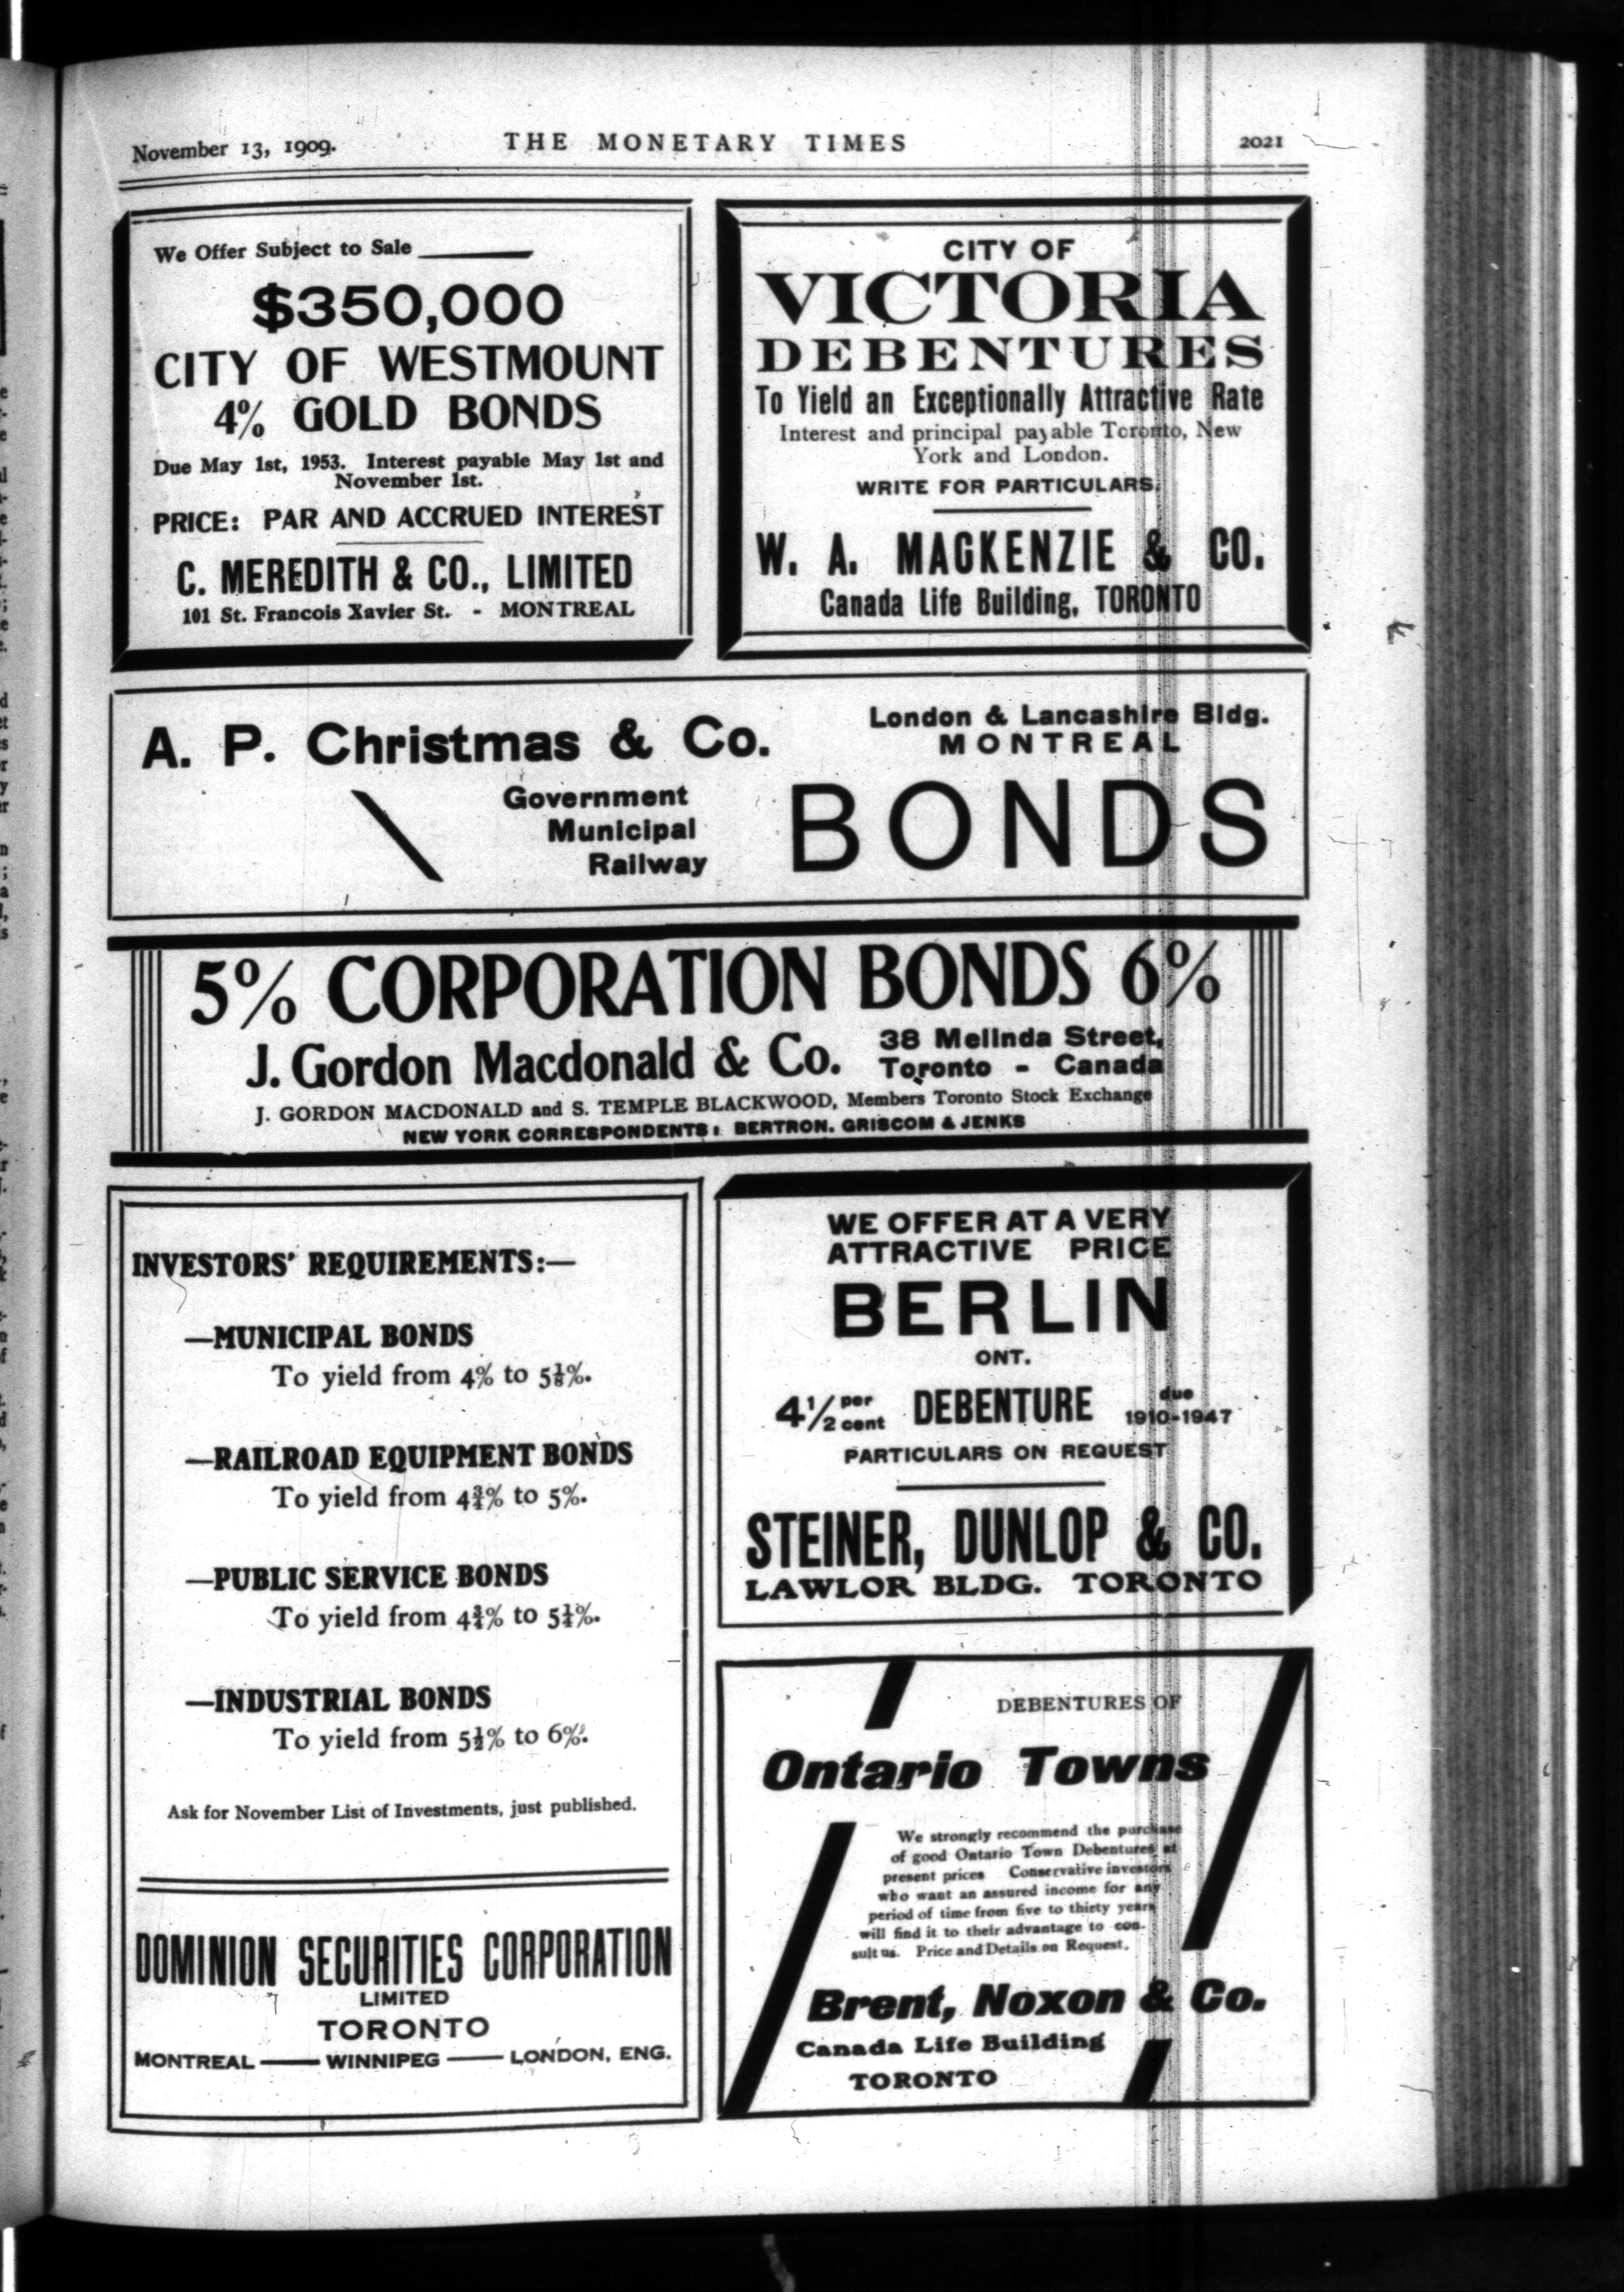 November 13, 1909.
THE MONETARY TIMES
2021
We Offer Subject to Sale
$350,000
CITY OF WESTMOUNT
4% GOLD BONDS
Due May 1st, 1953. Interest payable May 1st and
November 1st.
PRICE: PAR AND ACCRUED INTEREST
C. MEREDITH & CO., LIMITED
101 St. Francois Xavier St. - MONTREAL
CITY OF
VICTORIA
DEBENTURES
To Yield an Exceptionally Attractive Rate
Interest and principal payable Toronto, New
York and London.
WRITE FOR PARTICULARS.
W. A. MACKENZIE & CO.
Canada Life Building, TORONTO
A. P. Christmas & Co.
London & Lancashire Bldg.
MONTREAL
Government
Municipal
Railway
BONDS
5% CORPORATION BONDS 6%
J. Gordon Macdonald & Co.
38 Melinda Street,
Toronto - Canada
J. GORDON MACDONALD and S. TEMPLE BLACKWOOD, Members Toronto Stock Exchange
NEW YORK CORRESPONDENTS: BERTRON, GRISCOM & JENKS
INVESTORS' REQUIREMENTS:—
—MUNICIPAL BONDS
To yield from 4% to 5⅛%.
—RAILROAD EQUIPMENT BONDS
To yield from 4¾% to 5%.
—PUBLIC SERVICE BONDS
To yield from 4¾% to 5¼%.
—INDUSTRIAL BONDS
To yield from 5½% to 6%.
Ask for November List of Investments, just published.
DOMINION SECURITIES CORPORATION
LIMITED
TORONTO
MONTREAL — WINNIPEG — LONDON, ENG.
WE OFFER AT A VERY
ATTRACTIVE PRICE
BERLIN
ONT.
4½ per cent DEBENTURE due 1910-1947
PARTICULARS ON REQUEST
STEINER, DUNLOP & CO.
LAWLOR BLDG. TORONTO
DEBENTURES OF
Ontario Towns
We strongly recommend the purchase
of good Ontario Town Debentures at
present prices Conservative investors
who want an assured income for any
period of time from five to thirty years
will find it to their advantage to con-
sult us. Price and Details on Request.
Brent, Noxon & Co.
Canada Life Building
TORONTO